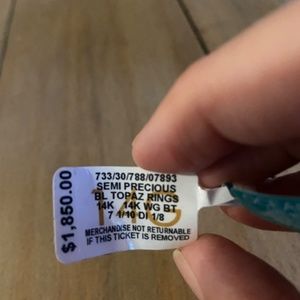 $1,850.00
733/30/788/07893
SEMI PRECIOUS
BL TOPAZ RINGS
14K /14K WG BT
7 1/10 DI 1/8
MERCHANDISE NOT RETURNABLE
IF THIS TICKET IS REMOVED